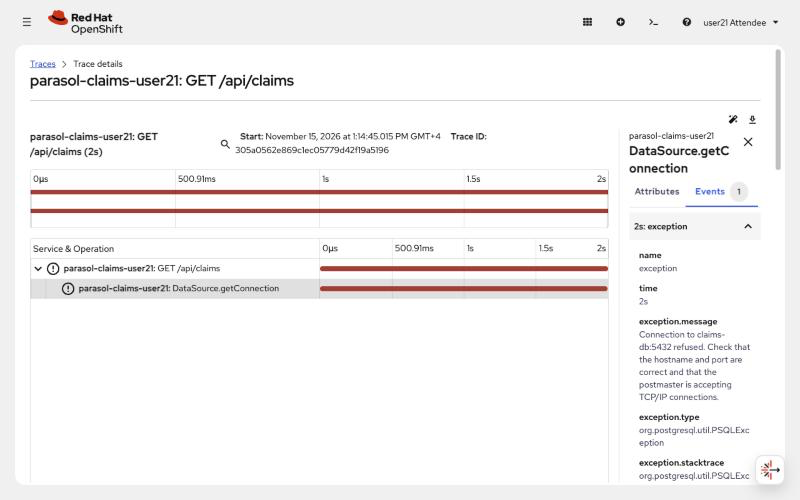 Red Hat
OpenShift
user21 Attendee
Traces > Trace details
parasol-claims-user21: GET /api/claims
parasol-claims-user21: GET
/api/claims (2s)
Start: November 15, 2026 at 1:14:45.015 PM GMT+4 Trace ID:
305a0562e869c1ec05779d42f19a5196
0μs 500.91ms 1s 1.5s 2s
Service & Operation 0μs 500.91ms 1s 1.5s 2s
parasol-claims-user21: GET /api/claims
parasol-claims-user21: DataSource.getConnection
parasol-claims-user21
DataSource.getC
onnection
Attributes Events 1
2s: exception
name
exception
time
2s
exception.message
Connection to claims-
db:5432 refused. Check that
the hostname and port are
correct and that the
postmaster is accepting
TCP/IP connections.
exception.type
org.postgresql.util.PSQLExc
eption
exception.stacktrace
org.postgresql.util.PSQLExc